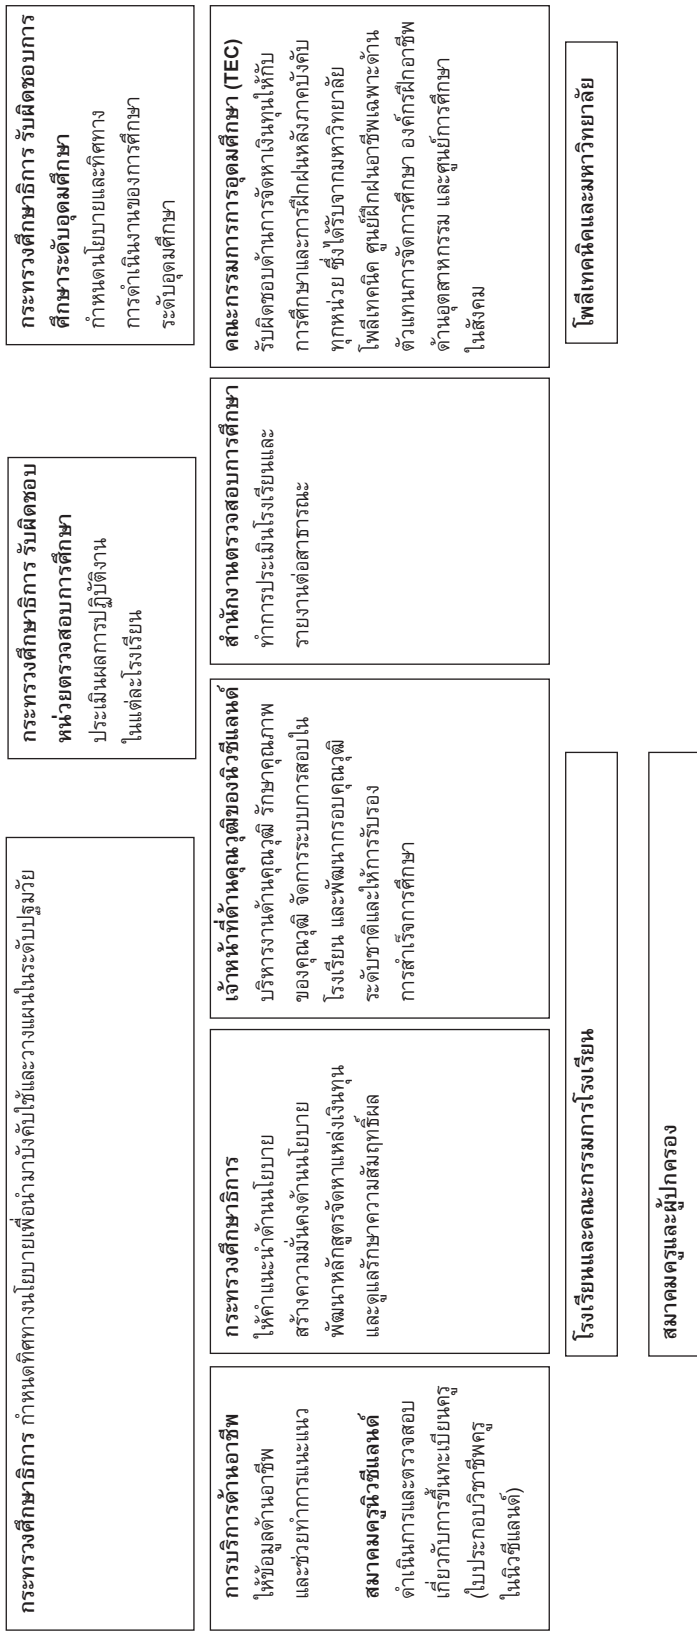 กระทรวงศึกษาธิการ กำหนดทิศทางนโยบายเพื่อนำมาบังคับใช้และวางแผนในระดับปฐมวัย
กระทรวงศึกษาธิการ รับผิดชอบ
หน่วยตรวจสอบการศึกษา
ประเมินผลการปฏิบัติงาน
ในแต่ละโรงเรียน
กระทรวงศึกษาธิการ รับผิดชอบการ
ศึกษาระดับอุดมศึกษา
กำหนดนโยบายและทิศทาง
การดำเนินงานของการศึกษา
ระดับอุดมศึกษา
การบริการด้านอาชีพ
ให้ข้อมูลด้านอาชีพ
และช่วยทำการแนะแนว
สมาคมครูนิวซีแลนด์
ดำเนินการและตรวจสอบ
เกี่ยวกับการขึ้นทะเบียนครู
(ใบประกอบวิชาชีพครู
ในนิวซีแลนด์)
กระทรวงศึกษาธิการ
ให้คำแนะนำด้านนโยบาย
สร้างความมั่นคงด้านนโยบาย
พัฒนาหลักสูตรจัดหาแหล่งเงินทุน
และดูแลรักษาความสัมฤทธิ์ผล
เจ้าหน้าที่ด้านคุณวุฒิของนิวซีแลนด์
บริหารงานด้านคุณวุฒิ รักษาคุณภาพ
ของคุณวุฒิ จัดการระบบการสอบใน
โรงเรียน และพัฒนากรอบคุณวุฒิ
ระดับชาติและให้การรับรอง
การสำเร็จการศึกษา
สำนักงานตรวจสอบการศึกษา
ทำการประเมินโรงเรียนและ
รายงานต่อสาธารณะ
คณะกรรมการการอุดมศึกษา (TEC)
รับผิดชอบด้านการจัดหาเงินทุนให้กับ
การศึกษาและการฝึกฝนหลังภาคบังคับ
ทุกหน่วย ซึ่งได้รับจากมหาวิทยาลัย
โพลีเทคนิค ศูนย์ฝึกฝนอาชีพเฉพาะด้าน
ตัวแทนการจัดการศึกษา องค์กรฝึกอาชีพ
ด้านอุตสาหกรรม และศูนย์การศึกษา
ในสังคม
โรงเรียนและคณะกรรมการโรงเรียน
โพลีเทคนิคและมหาวิทยาลัย
สมาคมครูและผู้ปกครอง